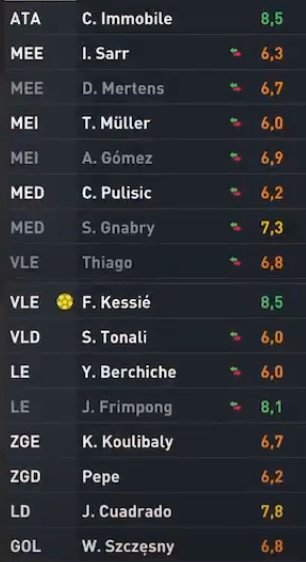 ATA C. Immobile 8,5
MEE I. Sarr 6,3
MEE D. Mertens 6,7
MEI T. Müller 6,0
MEI A. Gómez 6,9
MED C. Pulisic 6,2
MED S. Gnabry 7,3
VLE Thiago 6,8
VLE F. Kessié 8,5
VLD S. Tonali 6,0
LE Y. Berchiche 6,0
LE J. Frimpong 8,1
ZGE K. Koulibaly 6,7
ZGD Pepe 6,2
LD J. Cuadrado 7,8
GOL W. Szczęsny 6,8